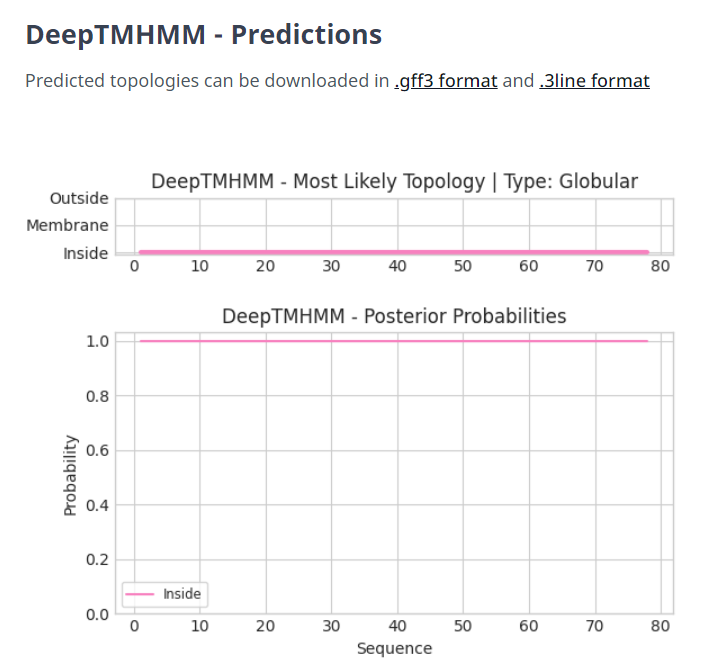 DeepTMHMM - Predictions
Predicted topologies can be downloaded in .gff3 format and .3line format
DeepTMHMM - Most Likely Topology | Type: Globular
Outside
Membrane
Inside
0 10 20 30 40 50 60 70 80
DeepTMHMM - Posterior Probabilities
1.0
0.8
0.6
0.4
0.2
0.0
Probability
Inside
0 10 20 30 40 50 60 70 80
Sequence